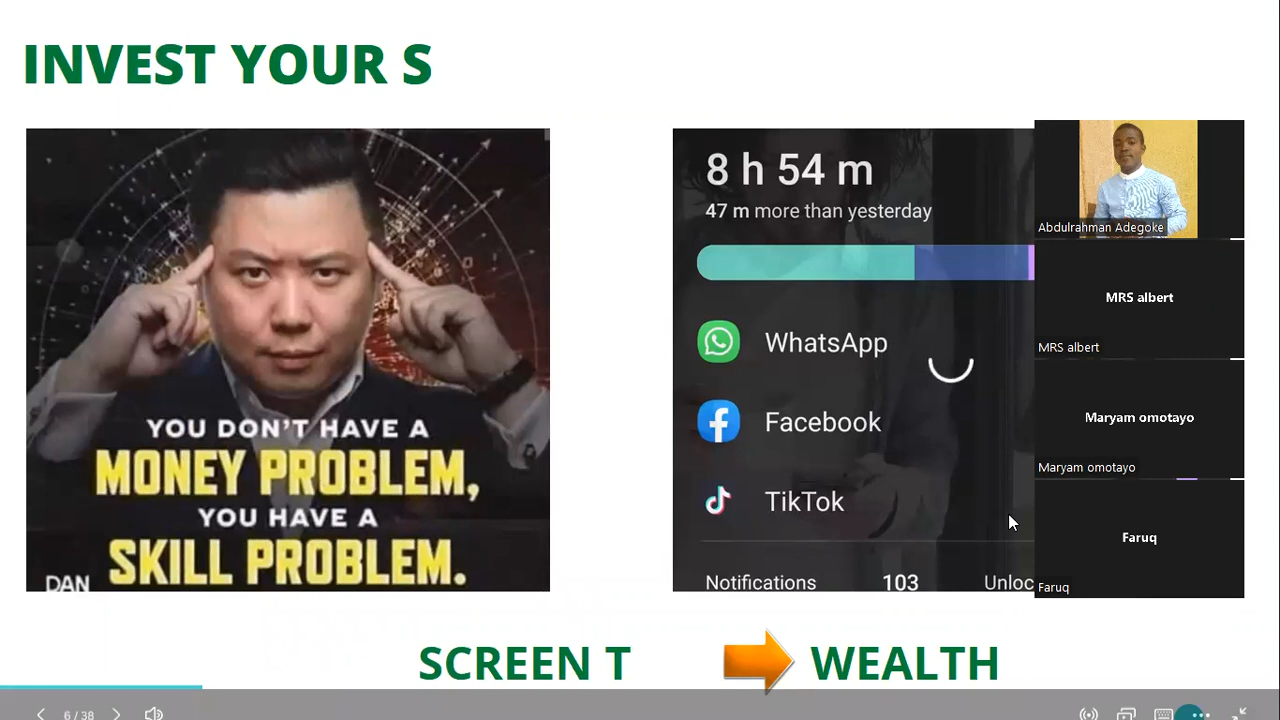 INVEST YOUR S
YOU DON'T HAVE A
MONEY PROBLEM,
YOU HAVE A
SKILL PROBLEM.
DAN
8 h 54 m
47 m more than yesterday
WhatsApp
Facebook
TikTok
Notifications 103 Unloc
Abdulrahman Adegoke
MRS albert
MRS albert
Maryam omotayo
Maryam omotayo
Faruq
Faruq
SCREEN T WEALTH
6 / 38